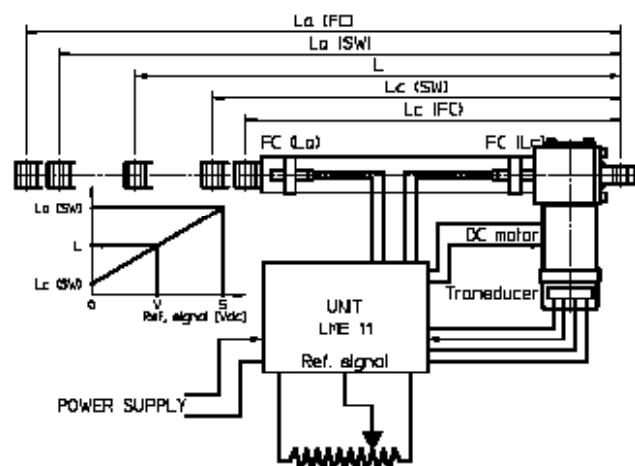 La (FC)
La (SW)
L
Lc (SW)
Lc (FC)
FC (La)
FC (Lc)
La (SW)
L
Lc (SW)
0
V
5
Ref. signal [Vdc]
DC motor
Transducer
UNIT
LME 11
Ref. signal
POWER SUPPLY